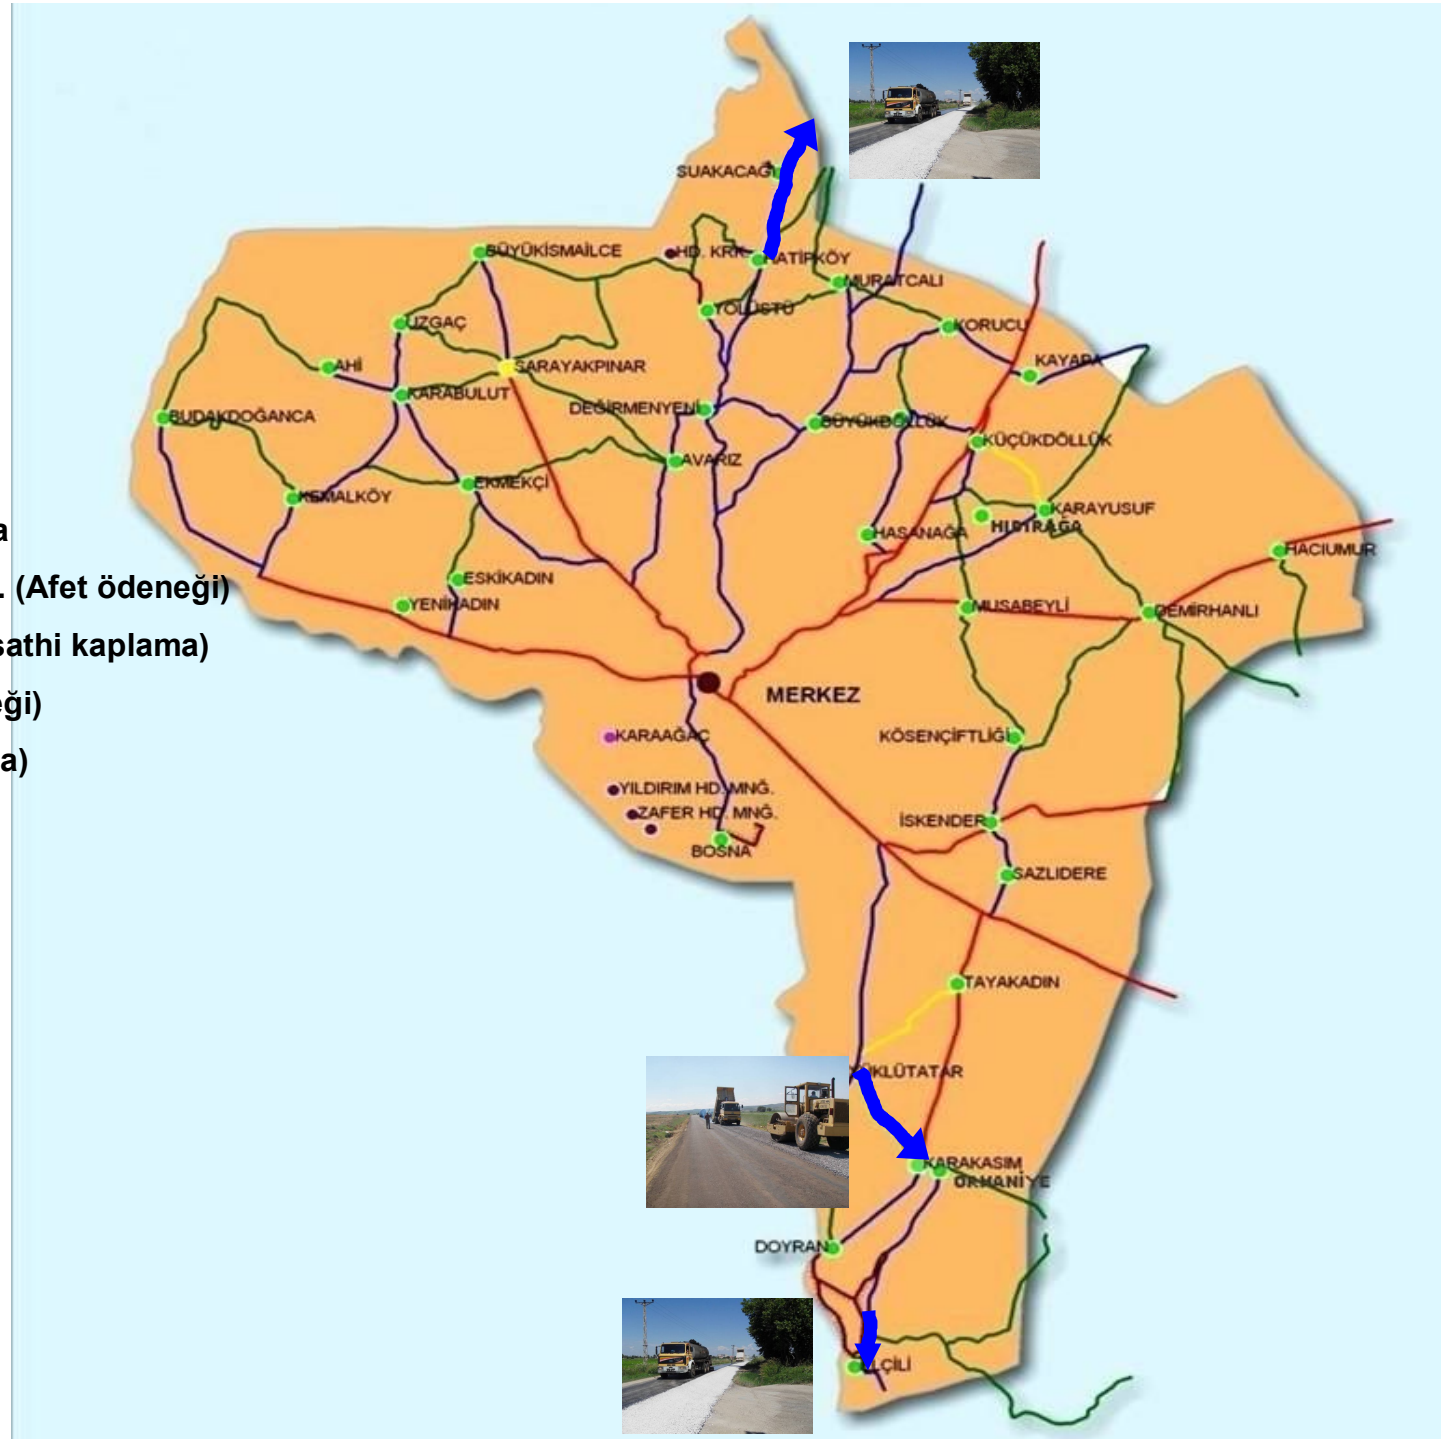 SUAKACAĞI
BÜYÜKİSMAİLCE
HD. KRK.
HATİPKÖY
MURATCALI
UZGAÇ
YOLÜSTÜ
KORUCU
AHİ
SARAYAKPINAR
KAYAPA
KARABULUT
DEĞİRMENYENİ
BUDAKDOĞANCA
BÜYÜKDÖLLÜK
KÜÇÜKDÖLLÜK
AVARIZ
EKMEKÇİ
KEMALKÖY
KARAYUSUF
HIDIRAĞA
HASANAĞA
a
HACIUMUR
. (Afet ödeneği)
ESKİKADIN
YENİKADIN
MUSABEYLİ
DEMİRHANLI
sathi kaplama)
MERKEZ
eği)
KARAAĞAÇ
KÖSENÇİFTLİĞİ
a)
YILDIRIM HD. MNĞ.
ZAFER HD. MNĞ.
İSKENDER
BOSNA
SAZLIDERE
TAYAKADIN
YÜKLÜTATAR
KARAKASIM
ORHANİYE
DOYRAN
ELÇİLİ